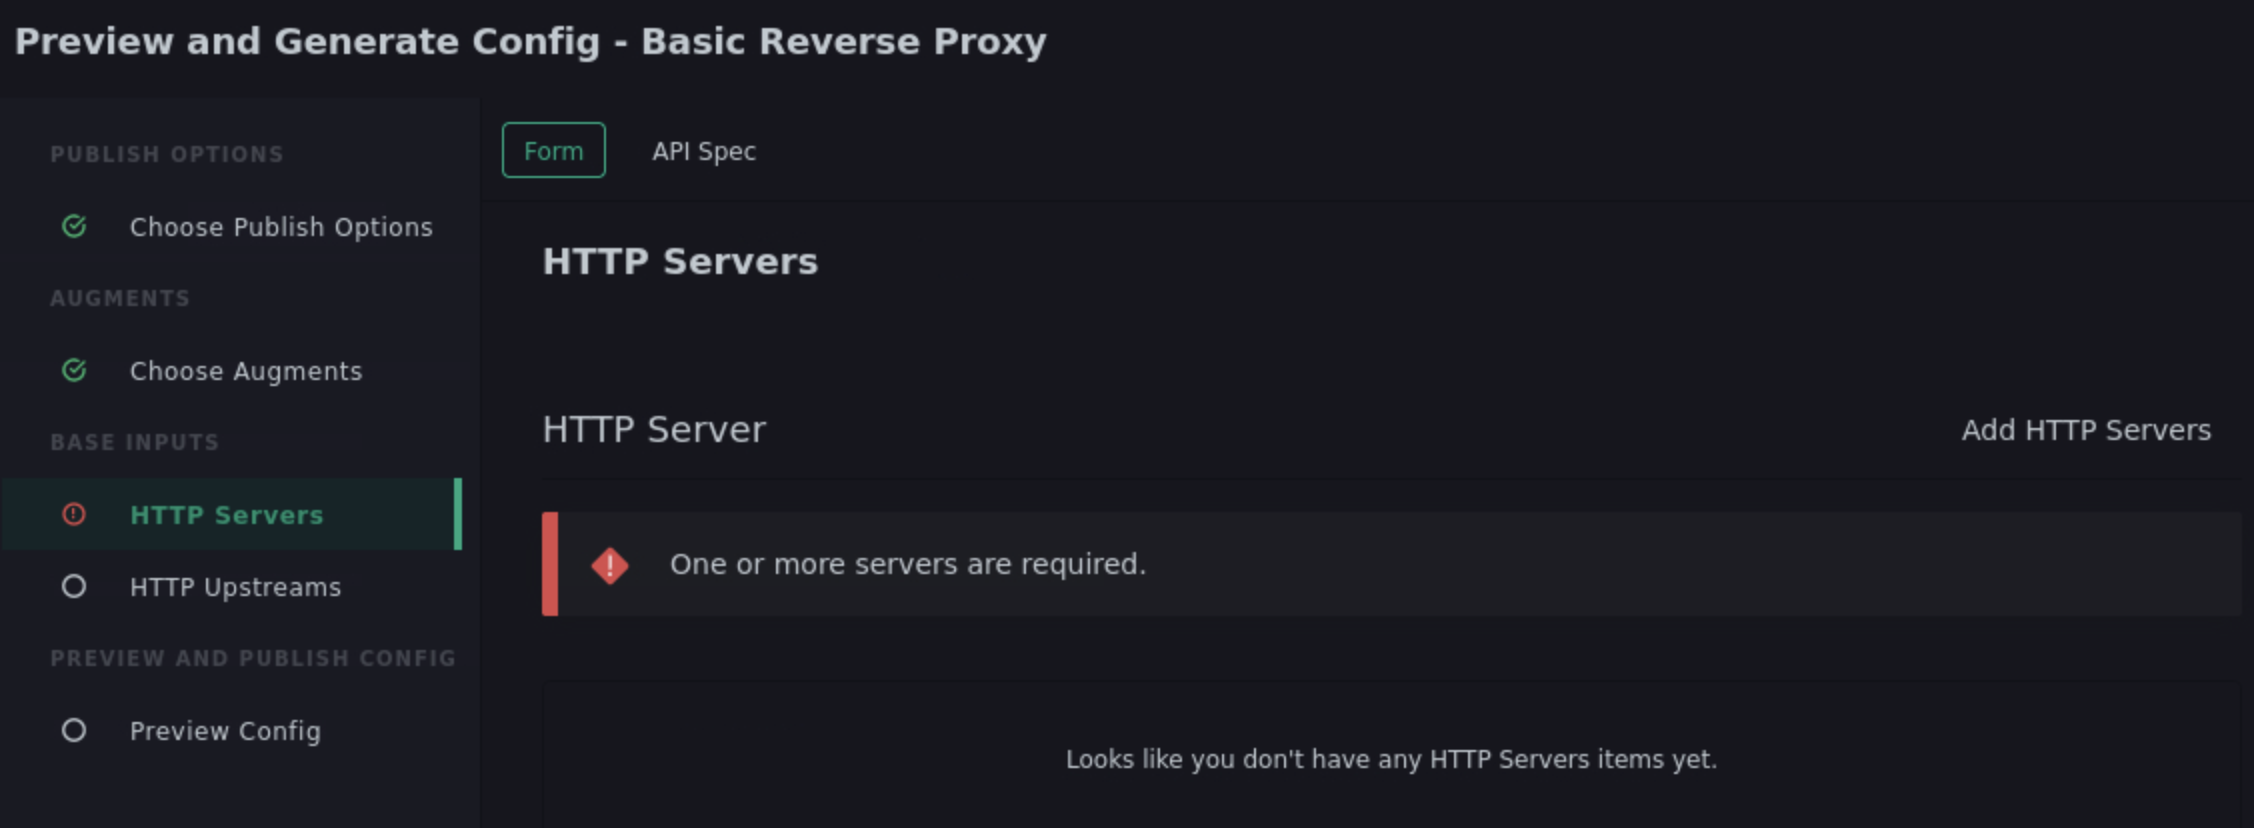 Preview and Generate Config - Basic Reverse Proxy
PUBLISH OPTIONS
Choose Publish Options
AUGMENTS
Choose Augments
BASE INPUTS
HTTP Servers
HTTP Upstreams
PREVIEW AND PUBLISH CONFIG
Preview Config
Form
API Spec
HTTP Servers
HTTP Server
Add HTTP Servers
One or more servers are required.
Looks like you don't have any HTTP Servers items yet.